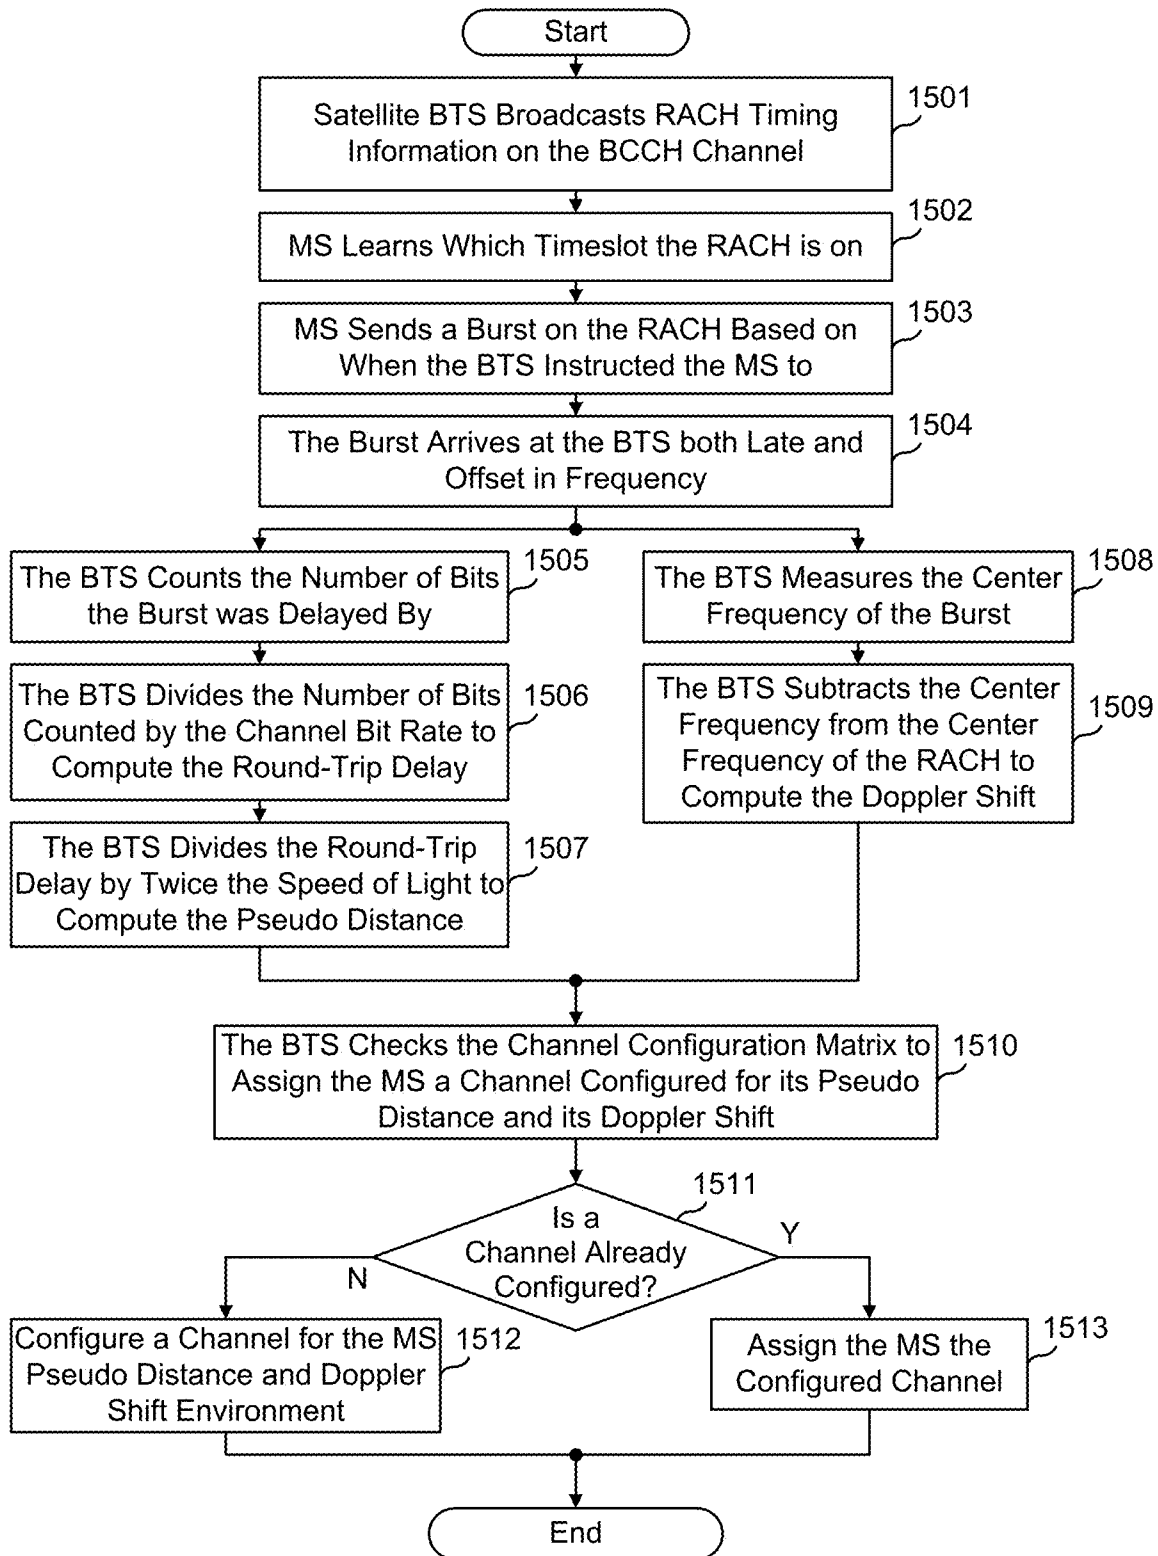 Start
Satellite BTS Broadcasts RACH Timing
Information on the BCCH Channel
1501
MS Learns Which Timeslot the RACH is on
1502
MS Sends a Burst on the RACH Based on
When the BTS Instructed the MS to
1503
The Burst Arrives at the BTS both Late and
Offset in Frequency
1504
The BTS Counts the Number of Bits
the Burst was Delayed By
1505
The BTS Divides the Number of Bits
Counted by the Channel Bit Rate to
Compute the Round-Trip Delay
1506
The BTS Divides the Round-Trip
Delay by Twice the Speed of Light to
Compute the Pseudo Distance
1507
The BTS Measures the Center
Frequency of the Burst
1508
The BTS Subtracts the Center
Frequency from the Center
Frequency of the RACH to
Compute the Doppler Shift
1509
The BTS Checks the Channel Configuration Matrix to
Assign the MS a Channel Configured for its Pseudo
Distance and its Doppler Shift
1510
Is a
Channel Already
Configured?
1511
N
Y
Configure a Channel for the MS
Pseudo Distance and Doppler
Shift Environment
1512
Assign the MS the
Configured Channel
1513
End